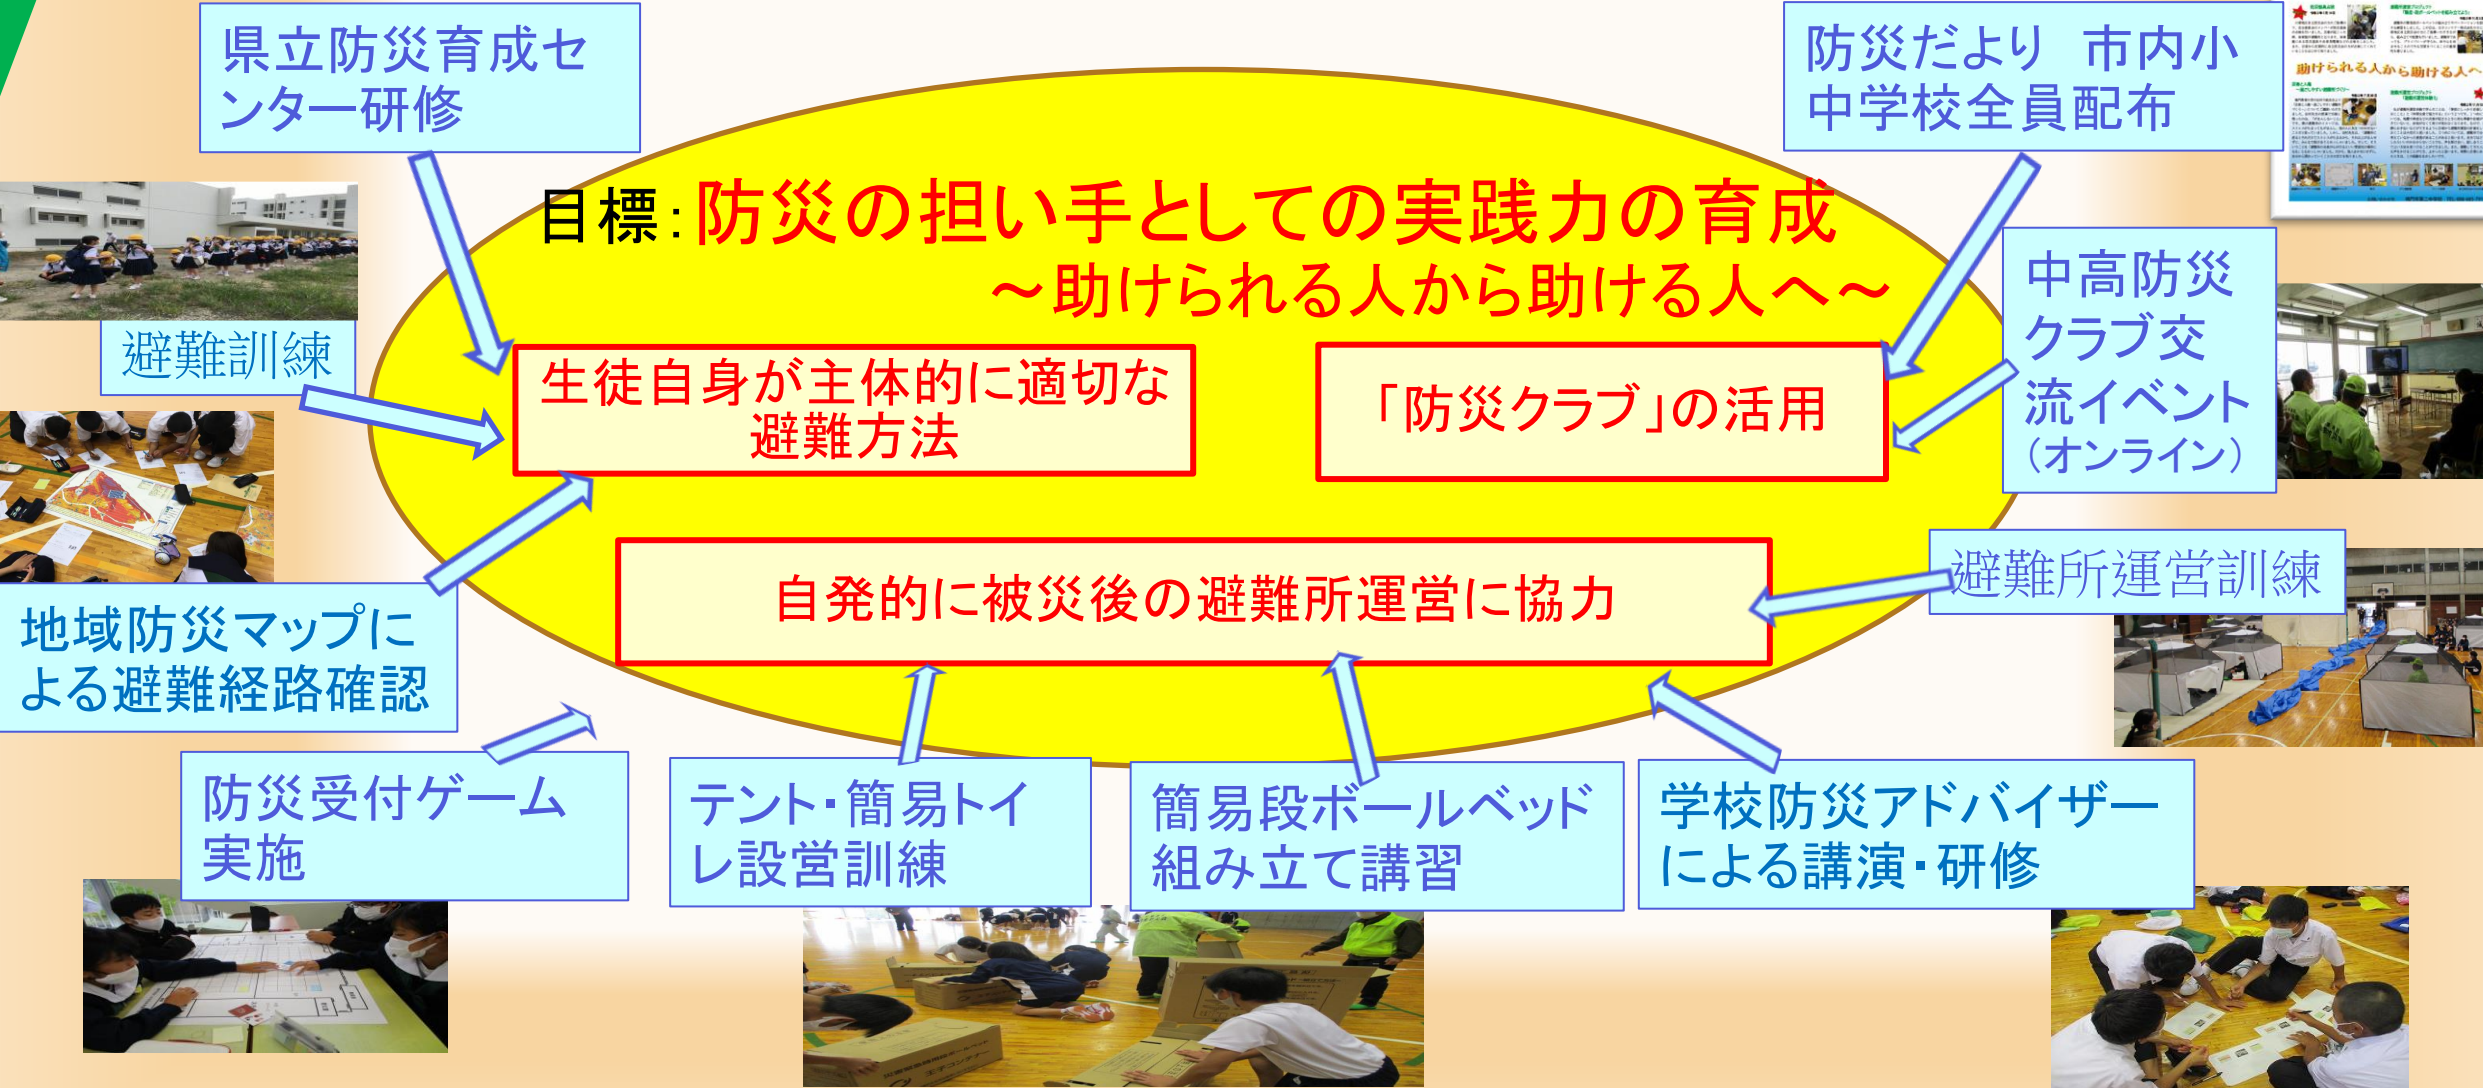 県立防災育成セ
ンター研修
防災だより　市内小
中学校全員配布
助けられる人から助ける人へ
目標：防災の担い手としての実践力の育成
～助けられる人から助ける人へ～
中高防災
クラブ交
流イベント
（オンライン）
避難訓練
生徒自身が主体的に適切な
避難方法
「防災クラブ」の活用
自発的に被災後の避難所運営に協力
避難所運営訓練
地域防災マップに
よる避難経路確認
防災受付ゲーム
実施
テント・簡易トイ
レ設営訓練
簡易段ボールベッド
組み立て講習
学校防災アドバイザー
による講演・研修